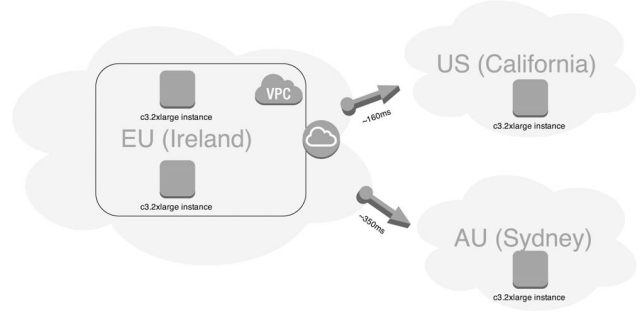 c3.2xlarge instance
VPC
EU (Ireland)
c3.2xlarge instance
~160ms
~350ms
US (California)
c3.2xlarge instance
AU (Sydney)
c3.2xlarge instance